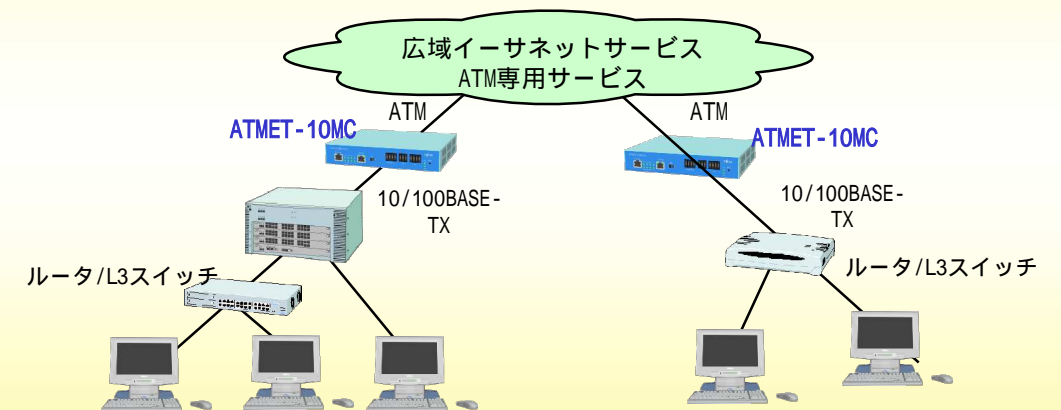 広域イーサネットサービス
ATM専用サービス
ATM
ATM
ATMET-10MC
ATMET-10MC
10/100BASE-
TX
10/100BASE-
TX
ルータ/L3スイッチ
ルータ/L3スイッチ